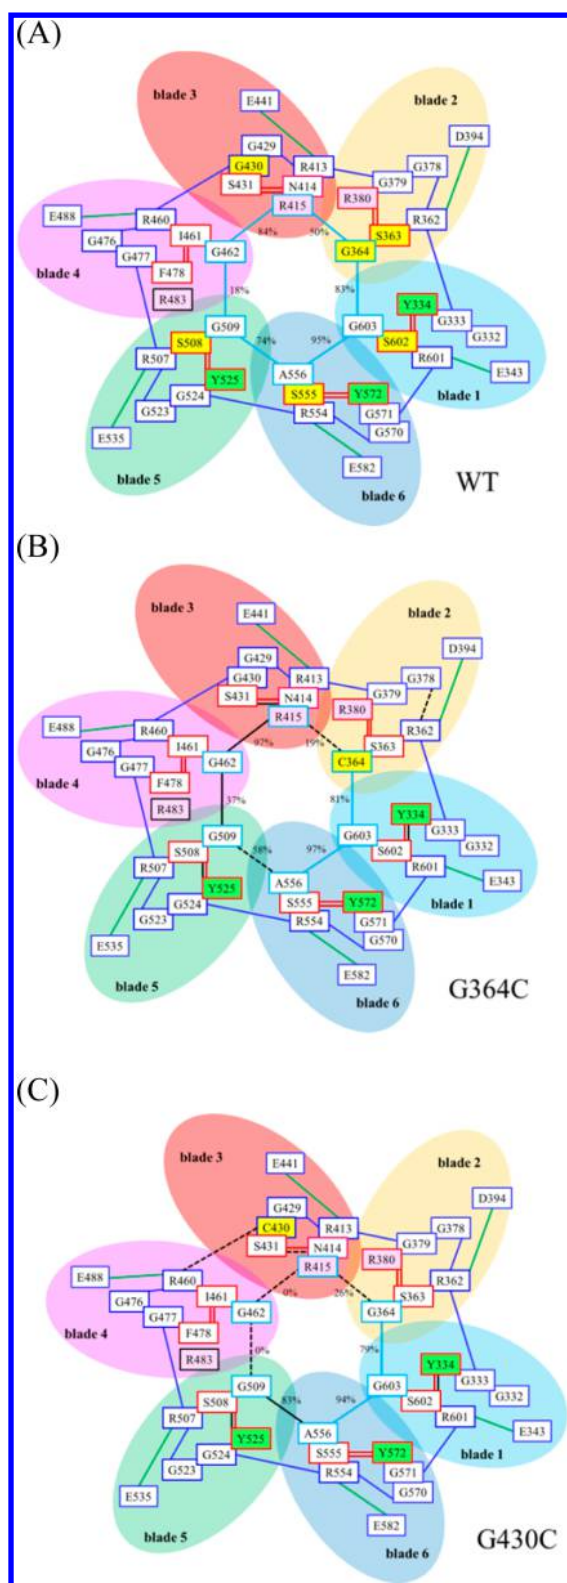 (A)
blade 3
E441
blade 2
G429
D394
G430
R413
G378
S431
N414
G379
R380
R415
R362
E488
R460
I461
84%
50%
S363
G476
G462
G364
G477
F478
blade 4
R483
18%
83%
Y334
G333
G509
G603
G332
S508
74%
95%
S602
R507
R601
A556
E343
Y525
S555
Y572
G524
G571
blade 1
G523
R554
G570
E535
E582
blade 5
blade 6
WT
(B)
blade 3
E441
blade 2
G429
D394
G430
R413
G378
S431
N414
G379
R380
R415
R362
E488
R460
I461
97%
19%
S363
G476
G462
C364
G477
F478
blade 4
R483
37%
81%
Y334
G333
G509
G603
G332
S508
58%
97%
S602
R507
R601
A556
E343
Y525
S555
Y572
G524
G571
blade 1
G523
R554
G570
E535
E582
blade 5
blade 6
G364C
(C)
blade 3
E441
blade 2
G429
D394
C430
R413
G378
S431
N414
G379
R380
R415
R362
E488
R460
I461
0%
26%
S363
G476
G462
G364
G477
F478
blade 4
R483
0%
79%
Y334
G333
G509
G603
G332
S508
83%
94%
S602
R507
R601
A556
E343
Y525
S555
Y572
G524
G571
blade 1
G523
R554
G570
E535
E582
blade 5
blade 6
G430C